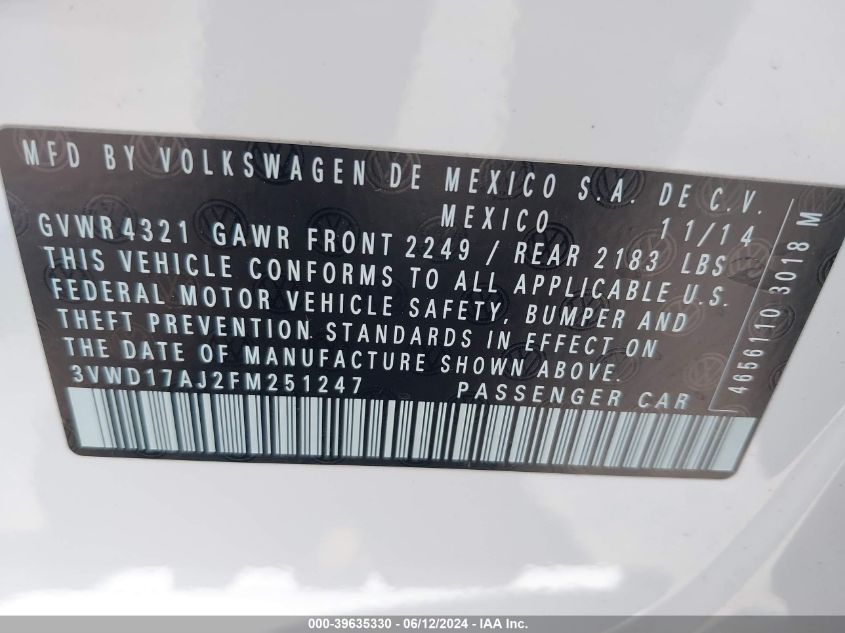 MFD BY VOLKSWAGEN DE MEXICO S.A. DE C.V.
MEXICO 11/14
GVWR 4321 GAWR FRONT 2249 / REAR 2183 LBS
THIS VEHICLE CONFORMS TO ALL APPLICABLE U.S.
FEDERAL MOTOR VEHICLE SAFETY, BUMPER AND
THEFT PREVENTION STANDARDS IN EFFECT ON
THE DATE OF MANUFACTURE SHOWN ABOVE.
3VWD17AJ2FM251247 PASSENGER CAR
4656110 3018 M
000-39635330 - 06/12/2024 - IAA Inc.